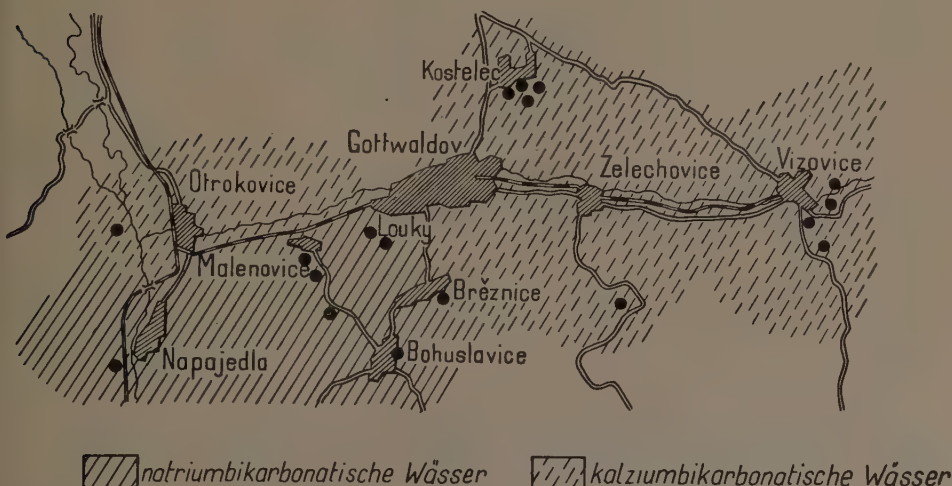 Kostelec
Gottwaldov
Otrokovice
Zelechovice
Vizovice
Louky
Malenovice
Březnice
Napajedla
Bohuslavice
natriumbikarbonatische Wässer
kalziumbikarbonatische Wässer